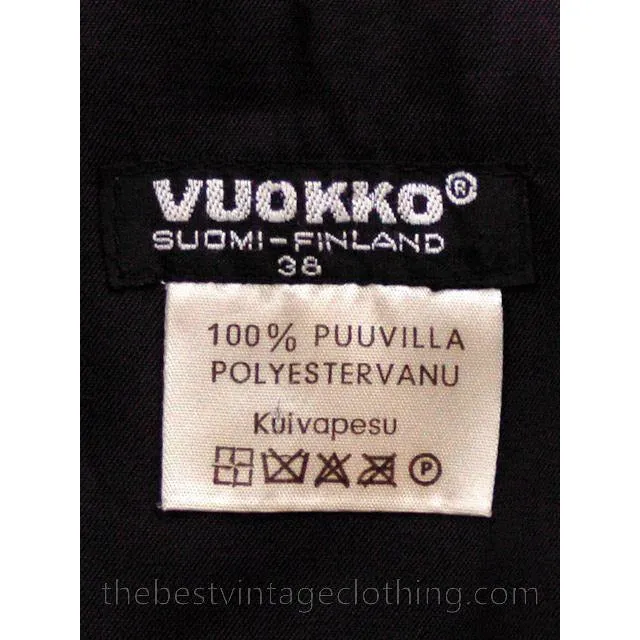 VUOKKO®
SUOMI-FINLAND
38
100% PUUVILLA
POLYESTERVANU
Kuivapesu
P
thebestvintageclothing.com